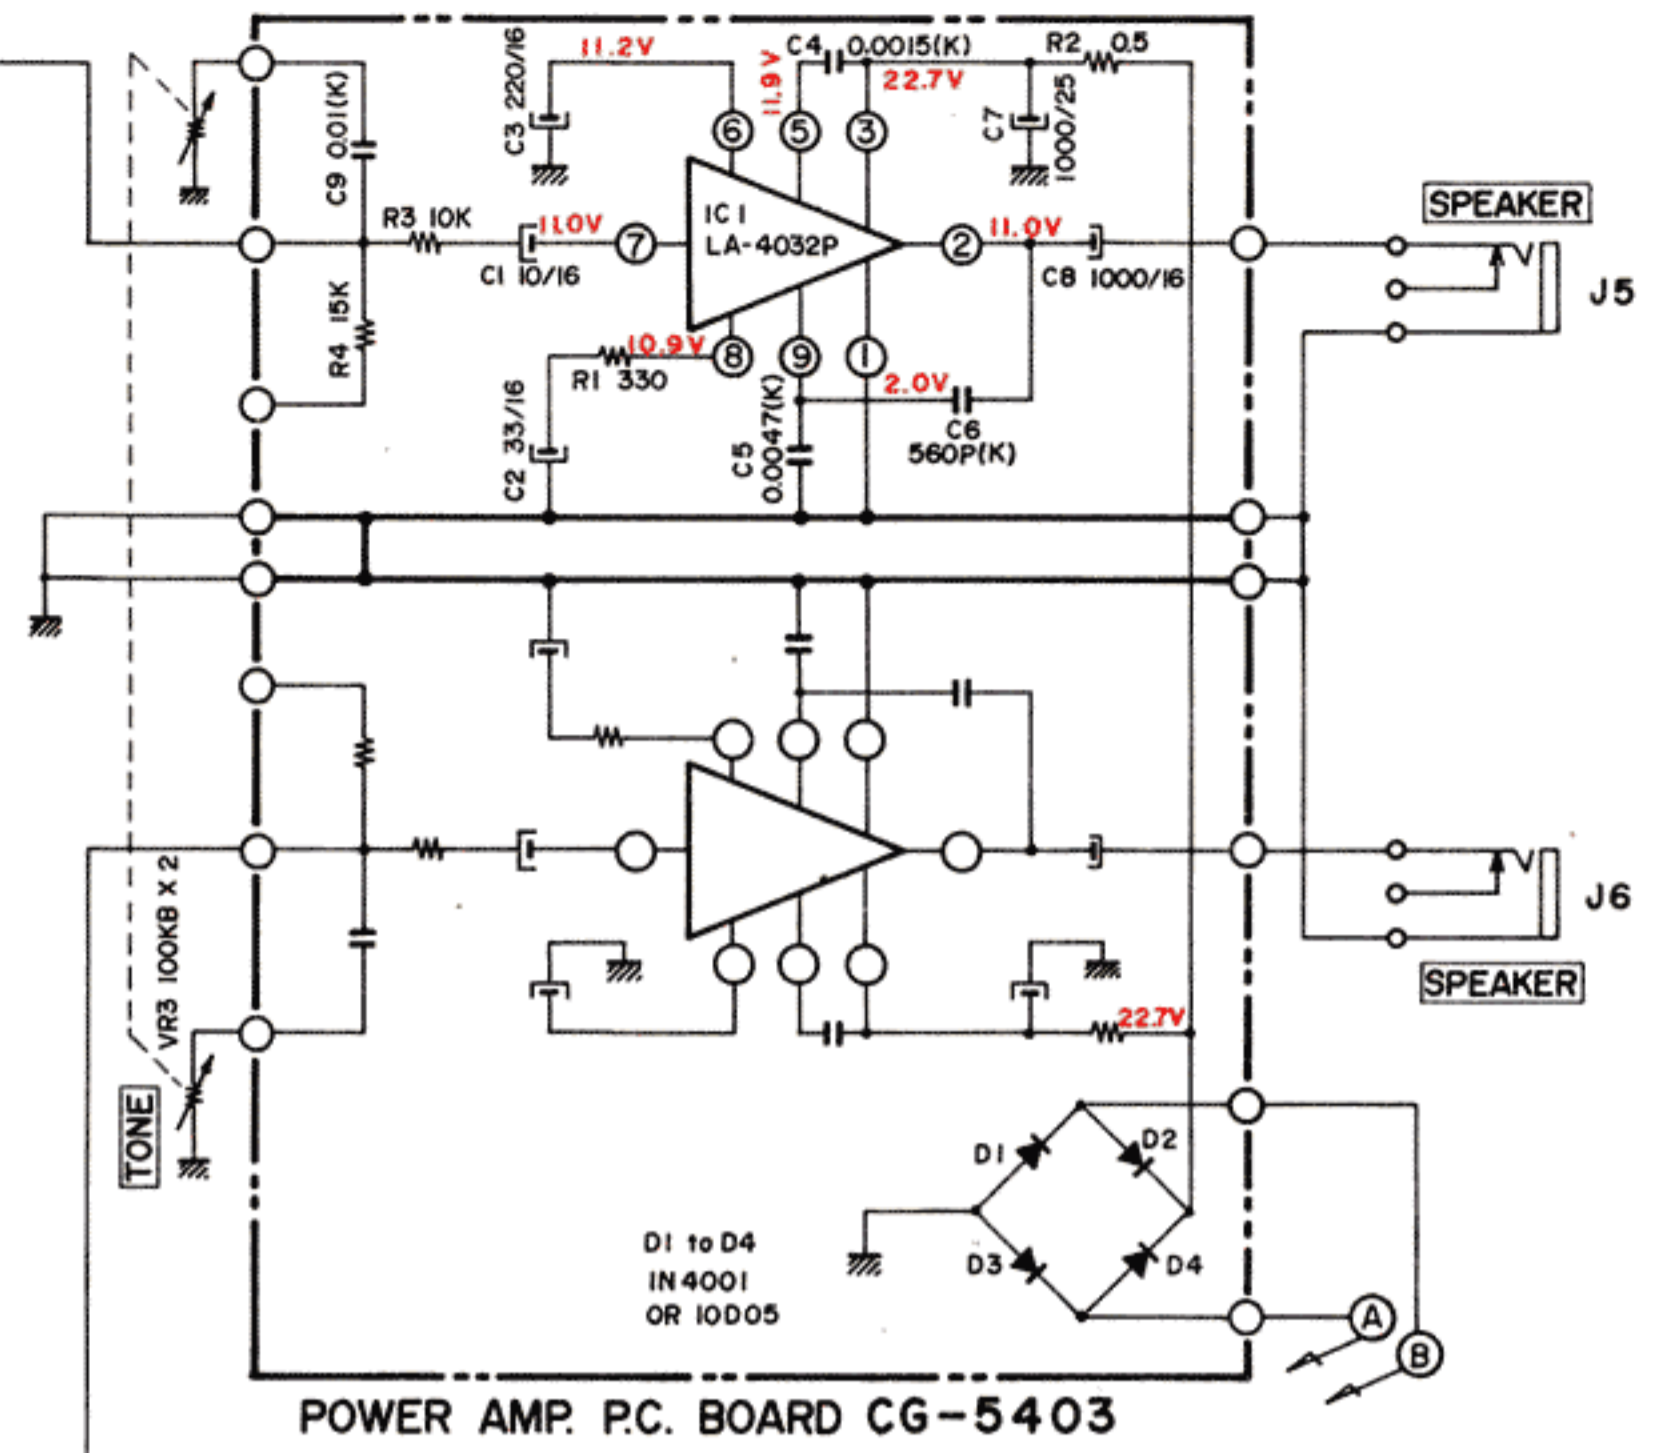 C3 220/16
11.2V
11.9V
C4 0.0015(K)
22.7V
R2 0.5
C7
1000/25
C9 0.01(K)
6
5
3
R3 10K
11.0V
C1 10/16
7
IC1
LA-4032P
2
11.0V
C8 1000/16
SPEAKER
J5
R4 15K
10.9V
R1 330
8
9
1
C2 33/16
C5
0.0047(K)
2.0V
C6
560P(K)
VR3 100KB X 2
J6
SPEAKER
22.7V
TONE
D1
D2
D3
D4
D1 to D4
1N4001
OR 10D05
A
B
POWER AMP. P.C. BOARD CG-5403